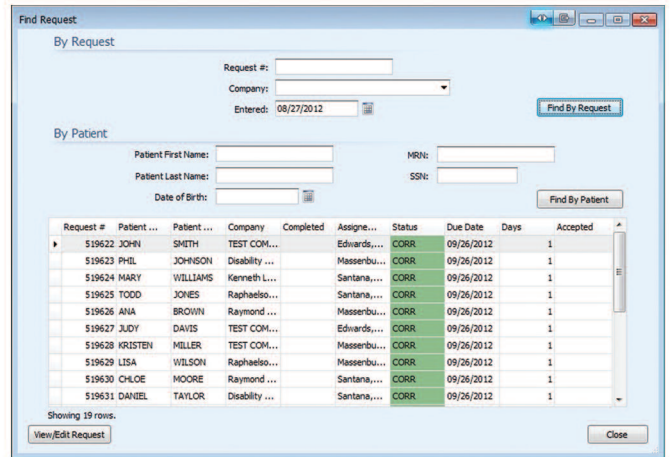 Find Request
By Request
Request #:
Company:
Entered: 08/27/2012
Find By Request
By Patient
Patient First Name: MRN:
Patient Last Name: SSN:
Date of Birth:
Find By Patient
Request # Patient ... Patient ... Company Completed Assigne... Status Due Date Days Accepted
519622 JOHN SMITH TEST COM... Edwards,... CORR 09/26/2012 1
519623 PHIL JOHNSON Disability ... Massenbu... CORR 09/26/2012 1
519624 MARY WILLIAMS Kenneth L... Santana,... CORR 09/26/2012 1
519625 TODD JONES Raphaelso... Massenbu... CORR 09/26/2012 1
519626 ANA BROWN Raymond ... Massenbu... CORR 09/26/2012 1
519627 JUDY DAVIS TEST COM... Edwards,... CORR 09/26/2012 1
519628 KRISTEN MILLER TEST COM... Massenbu... CORR 09/26/2012 1
519629 LISA WILSON Raphaelso... Massenbu... CORR 09/26/2012 1
519630 CHLOE MOORE Raymond ... Santana,... CORR 09/26/2012 1
519631 DANIEL TAYLOR Disability ... Santana,... CORR 09/26/2012 1
Showing 19 rows.
View/Edit Request Close